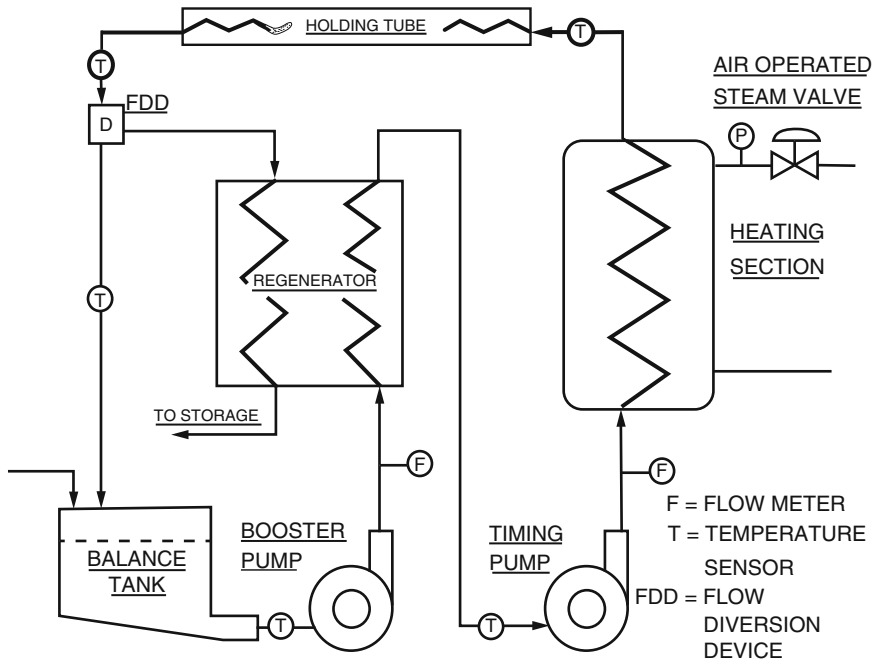 HOLDING TUBE
T
T
AIR OPERATED
STEAM VALVE
FDD
D
P
HEATING
SECTION
REGENERATOR
T
TO STORAGE
F
F
BALANCE
TANK
BOOSTER
PUMP
TIMING
PUMP
T
T
F = FLOW METER
T = TEMPERATURE
SENSOR
FDD = FLOW
DIVERSION
DEVICE